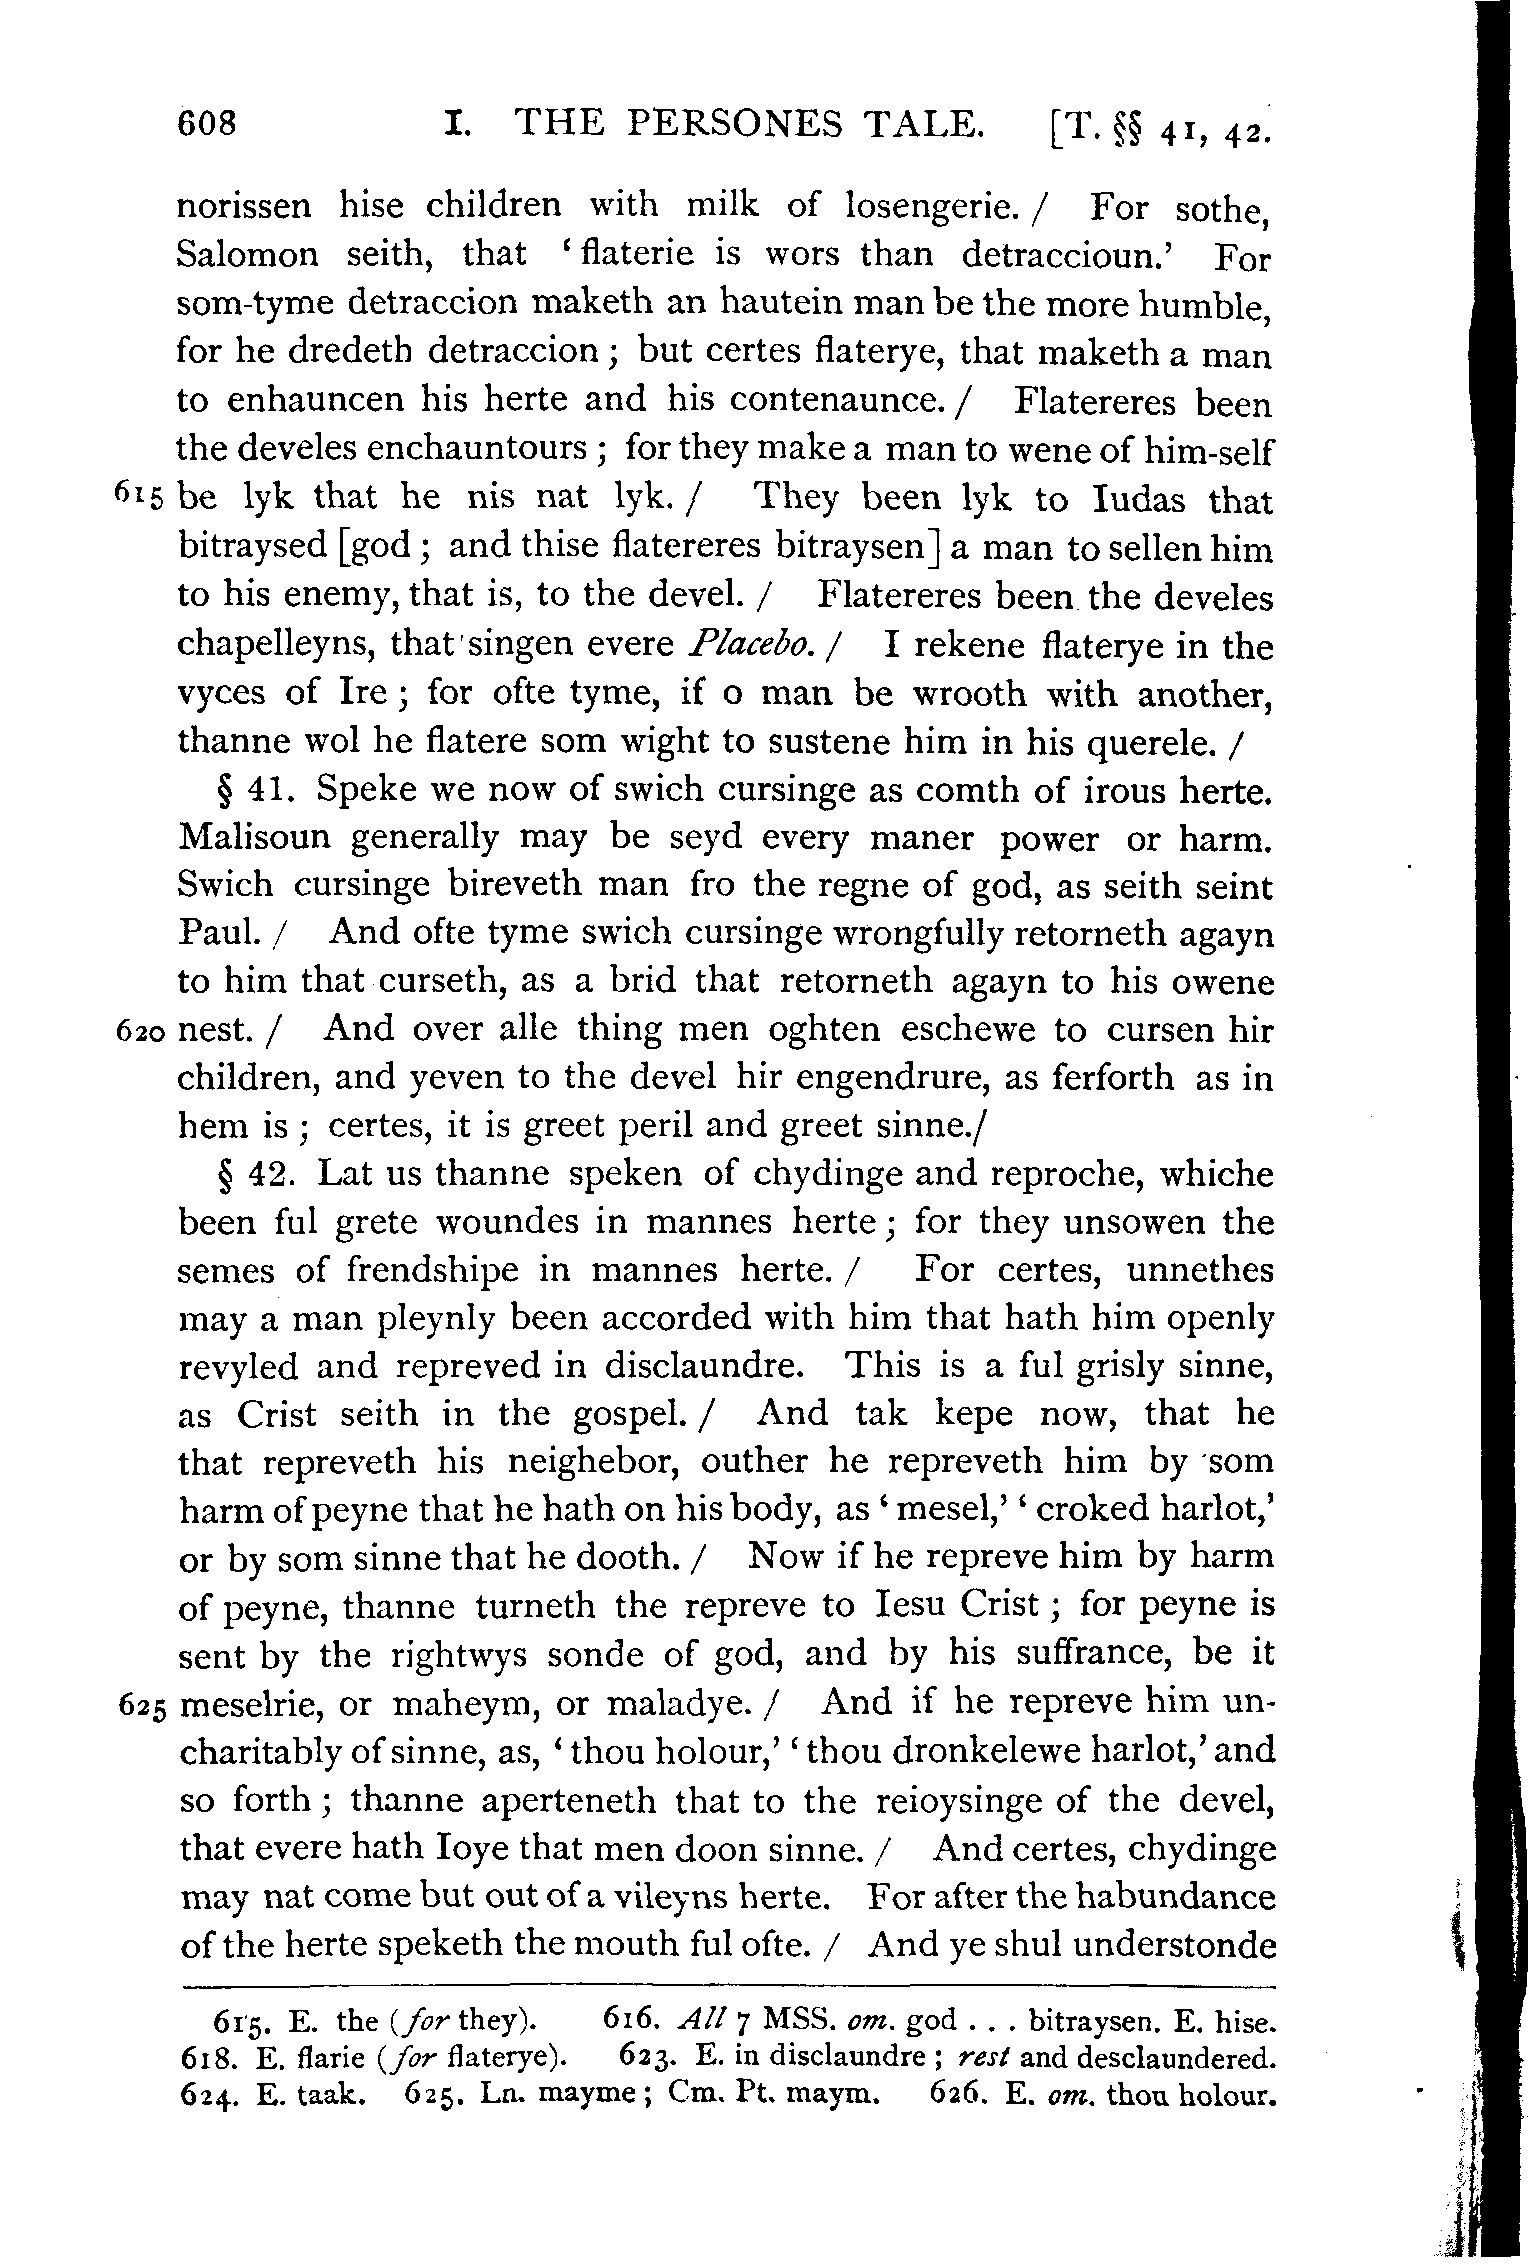 608 I. THE PERSONES TALE. [T. §§ 41, 42.
norissen hise children with milk of losengerie. / For sothe,
Salomon seith, that ‘ flaterie is wors than detraccioun.’ For
som-tyme detraccion maketh an hautein man be the more humble,
for he dredeth detraccion ; but certes flaterye, that maketh a man
to enhauncen his herte and his contenaunce. / Flatereres been
the develes enchauntours ; for they make a man to wene of him-self
615 be lyk that he nis nat lyk. / They been lyk to Iudas that
bitraysed [god ; and thise flatereres bitraysen] a man to sellen him
to his enemy, that is, to the devel. / Flatereres been the develes
chapelleyns, that singen evere Placebo. / I rekene flaterye in the
vyces of Ire ; for ofte tyme, if o man be wrooth with another,
thanne wol he flatere som wight to sustene him in his querele. /
§ 41. Speke we now of swich cursinge as comth of irous herte.
Malisoun generally may be seyd every maner power or harm.
Swich cursinge bireveth man fro the regne of god, as seith seint
Paul. / And ofte tyme swich cursinge wrongfully retorneth agayn
to him that curseth, as a brid that retorneth agayn to his owene
620 nest. / And over alle thing men oghten eschewe to cursen hir
children, and yeven to the devel hir engendrure, as ferforth as in
hem is ; certes, it is greet peril and greet sinne./
§ 42. Lat us thanne speken of chydinge and reproche, whiche
been ful grete woundes in mannes herte ; for they unsowen the
semes of frendshipe in mannes herte. / For certes, unnethes
may a man pleynly been accorded with him that hath him openly
revyled and repreved in disclaundre. This is a ful grisly sinne,
as Crist seith in the gospel. / And tak kepe now, that he
that repreveth his neighebor, outher he repreveth him by som
harm of peyne that he hath on his body, as ‘ mesel,’ ‘ croked harlot,’
or by som sinne that he dooth. / Now if he repreve him by harm
of peyne, thanne turneth the repreve to Iesu Crist ; for peyne is
sent by the rightwys sonde of god, and by his suffrance, be it
625 meselrie, or maheym, or maladye. / And if he repreve him un-
charitably of sinne, as, ‘ thou holour,’ ‘ thou dronkelewe harlot,’ and
so forth ; thanne aperteneth that to the reioysinge of the devel,
that evere hath Ioye that men doon sinne. / And certes, chydinge
may nat come but out of a vileyns herte. For after the habundance
of the herte speketh the mouth ful ofte. / And ye shul understonde
615. E. the (for they). 616. All 7 MSS. om. god . . . bitraysen. E. hise.
618. E. flarie (for flaterye). 623. E. in disclaundre ; rest and desclaundered.
624. E. taak. 625. Ln. mayme ; Cm. Pt. maym. 626. E. om. thou holour.